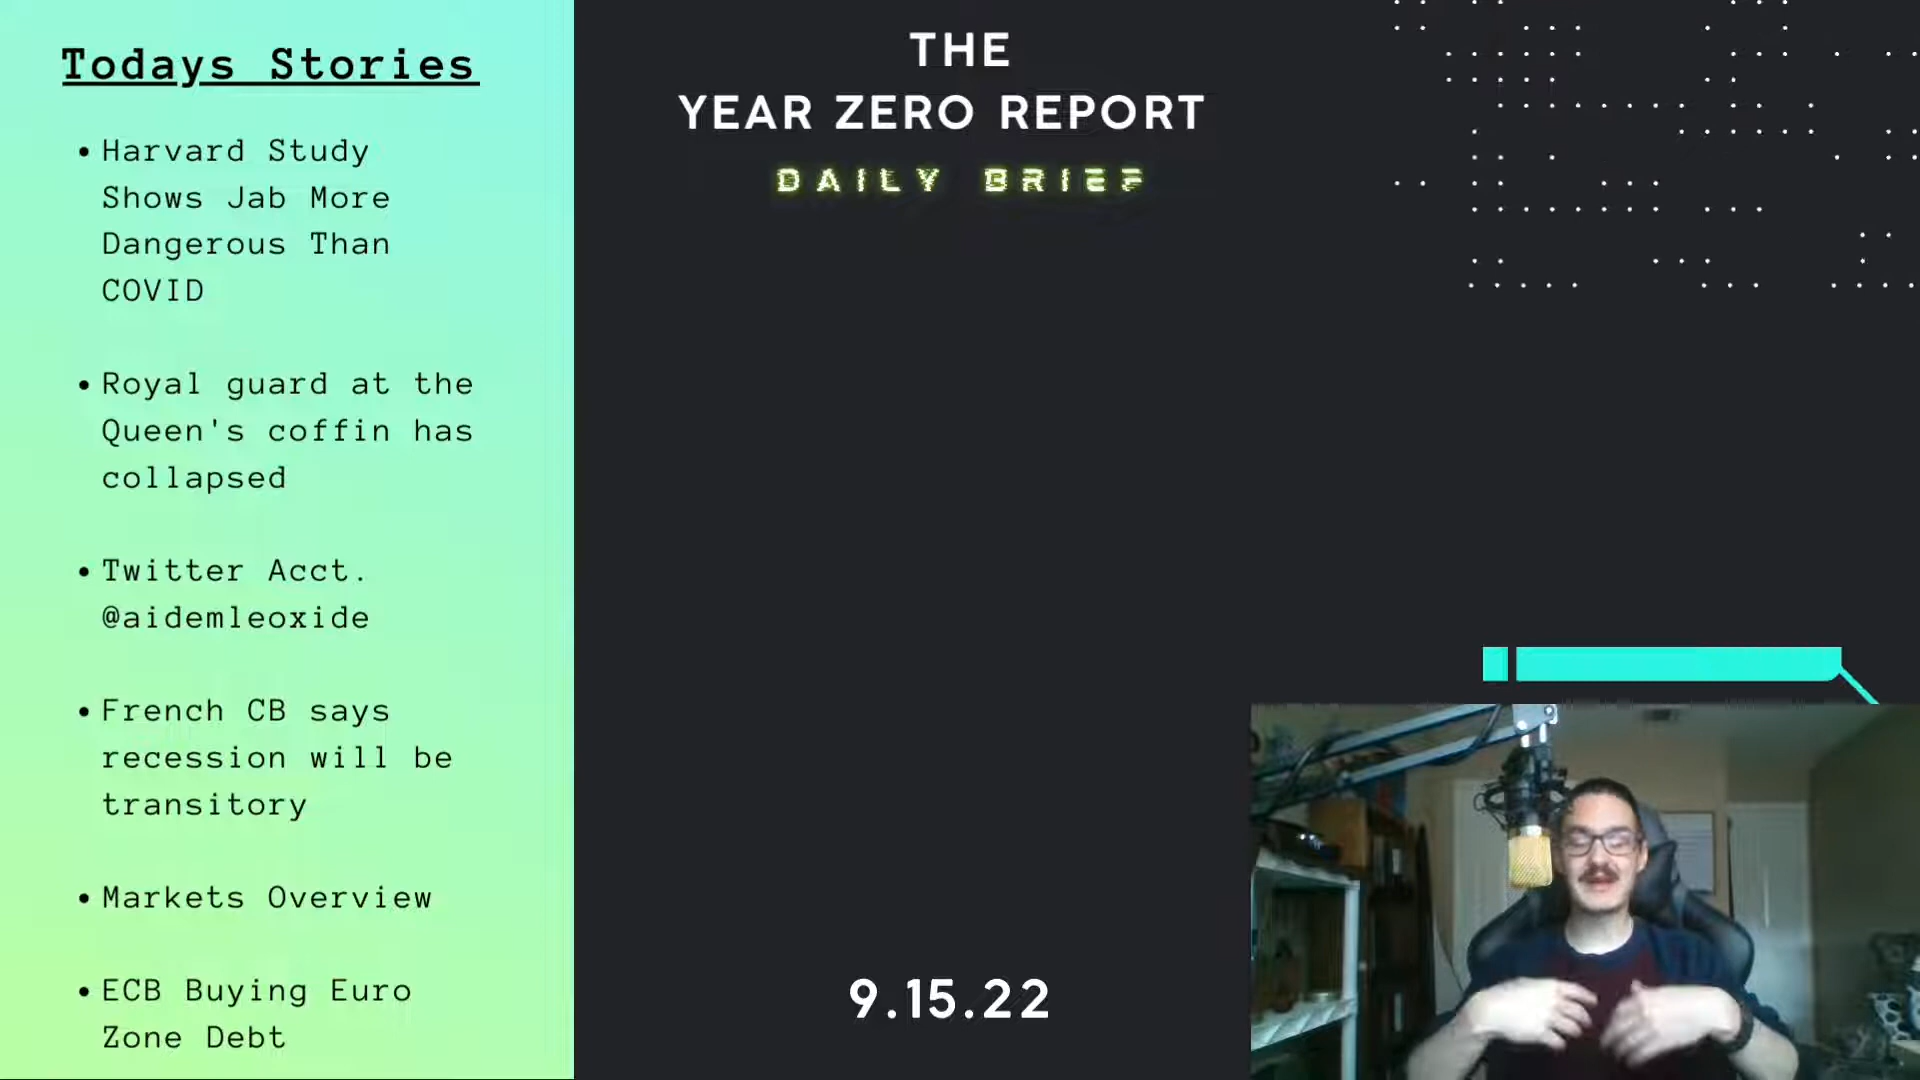 Todays Stories
Harvard Study
Shows Jab More
Dangerous Than
COVID
Royal guard at the
Queen's coffin has
collapsed
Twitter Acct.
@aidemleoxide
French CB says
recession will be
transitory
Markets Overview
ECB Buying Euro
Zone Debt
THE
YEAR ZERO REPORT
DAILY BRIEF
9.15.22